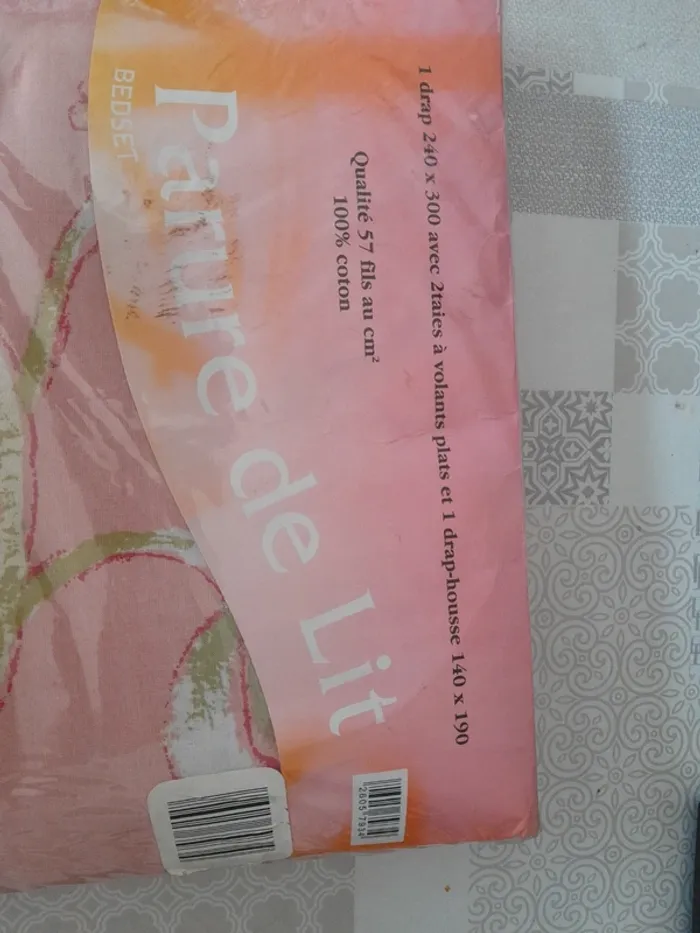 1 drap 240 x 300 avec 2taies à volants plats et 1 drap-housse 140 x 190
Qualité 57 fils au cm²
100% coton
Parure de Lit
BEDSET